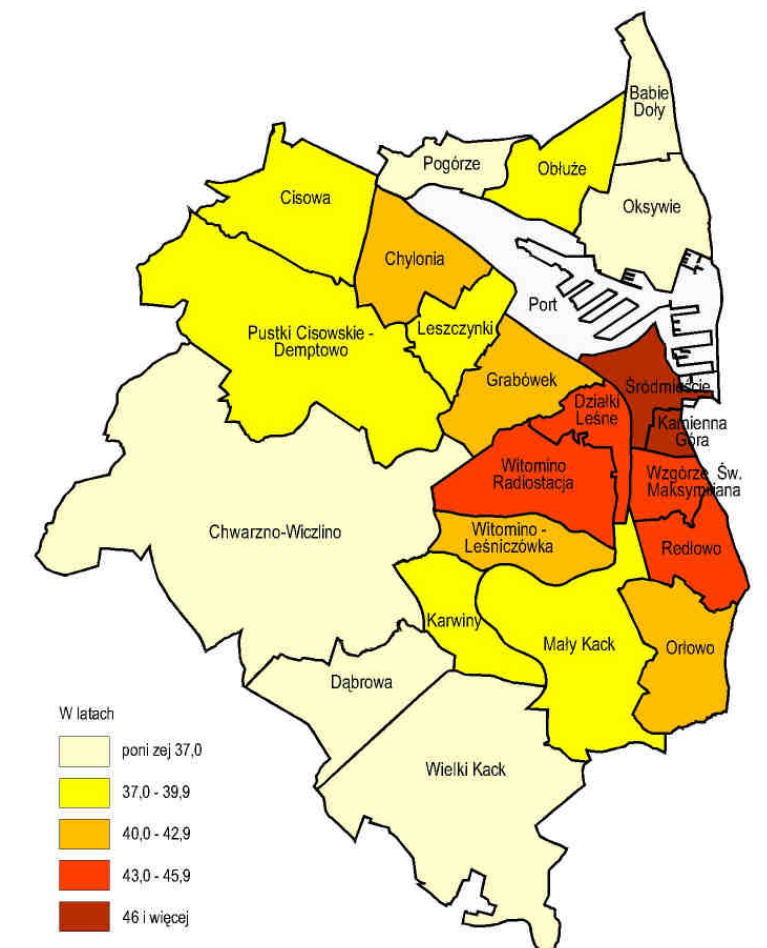 Babie
Doły
Pogórze
Obłuże
Cisowa
Oksywie
Chylonia
Port
Pustki Cisowskie -
Demptowo
Leszczynki
Grabówek
Śródmieście
Działki
Leśne
Kamienna
Góra
Witomino
Radiostacja
Wzgórze Św.
Maksymiliana
Chwarzno-Wiczlino
Witomino -
Leśniczówka
Redłowo
Karwiny
Mały Kack
Orłowo
Dąbrowa
Wielki Kack
W latach
poni zej 37,0
37,0 - 39,9
40,0 - 42,9
43,0 - 45,9
46 i więcej